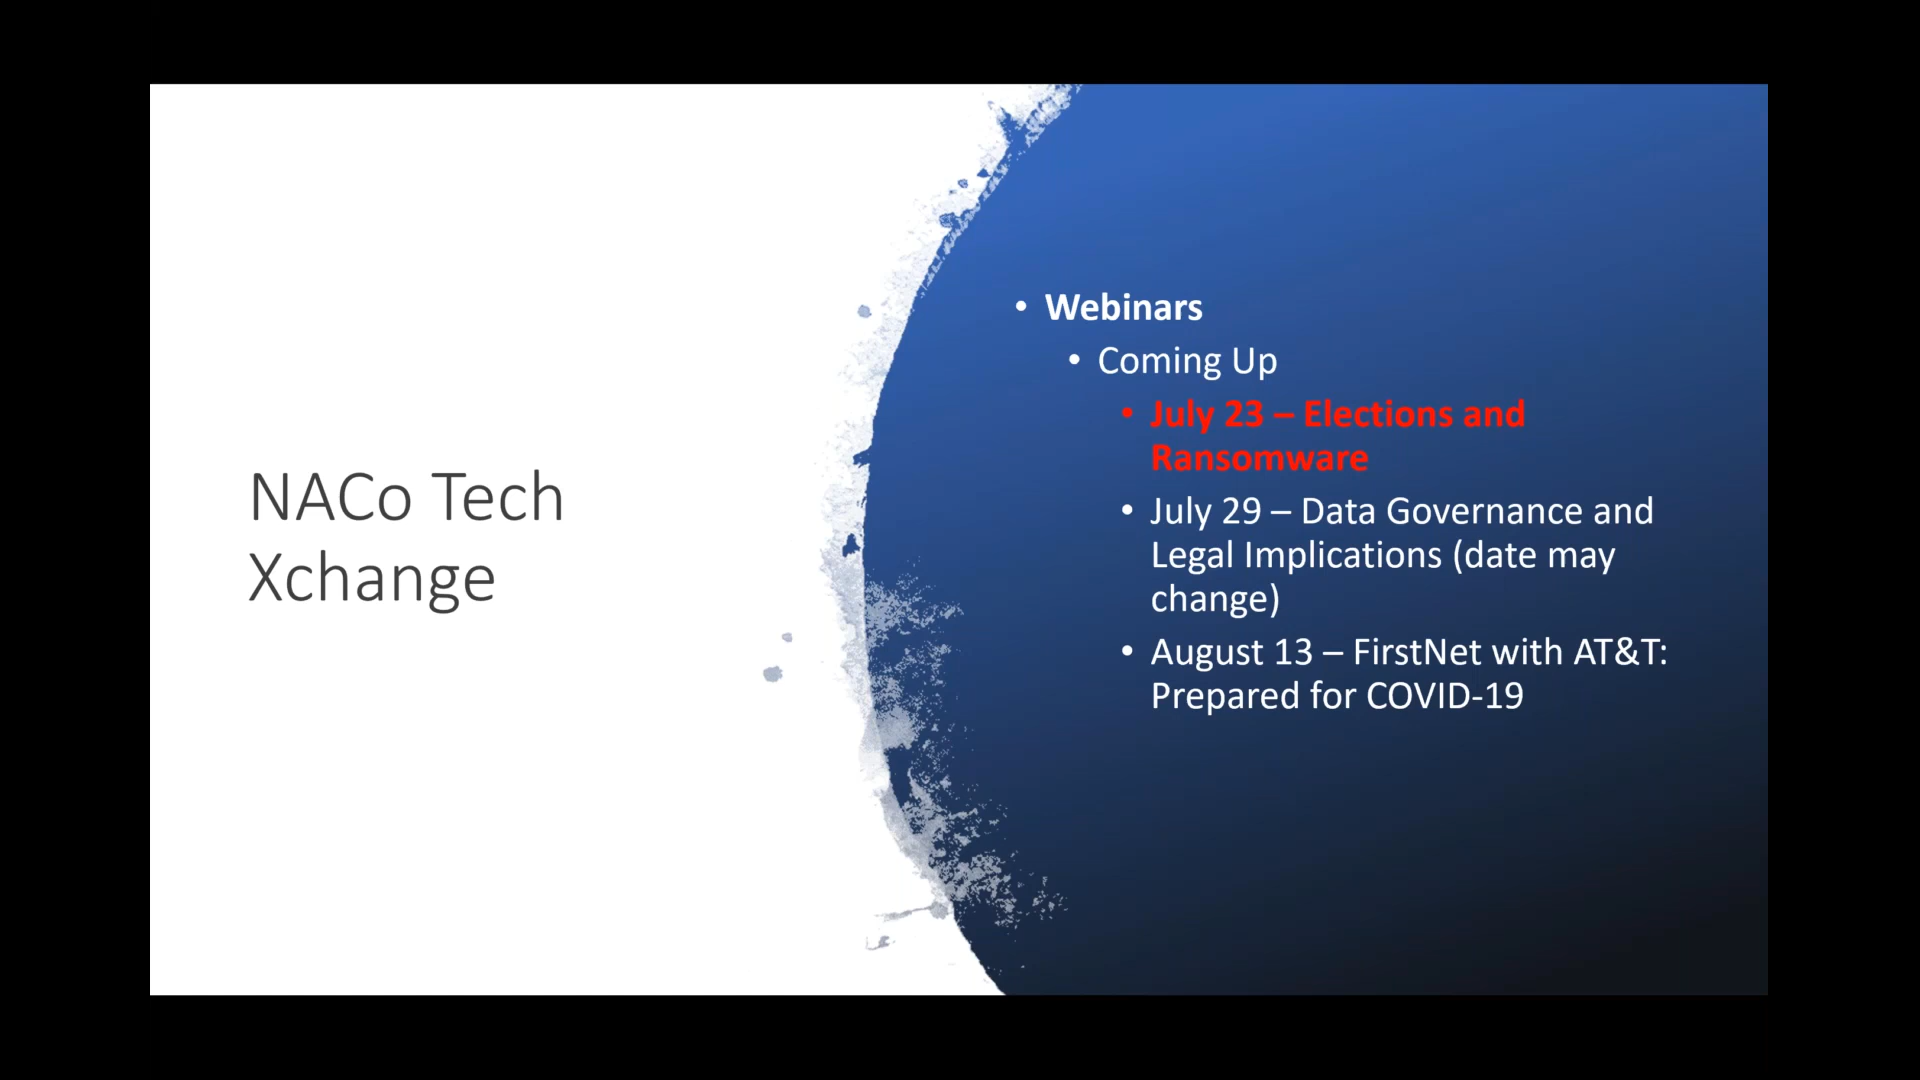 NACo Tech
Xchange
• Webinars
• Coming Up
• July 23 – Elections and
Ransomware
• July 29 – Data Governance and
Legal Implications (date may
change)
• August 13 – FirstNet with AT&T:
Prepared for COVID-19